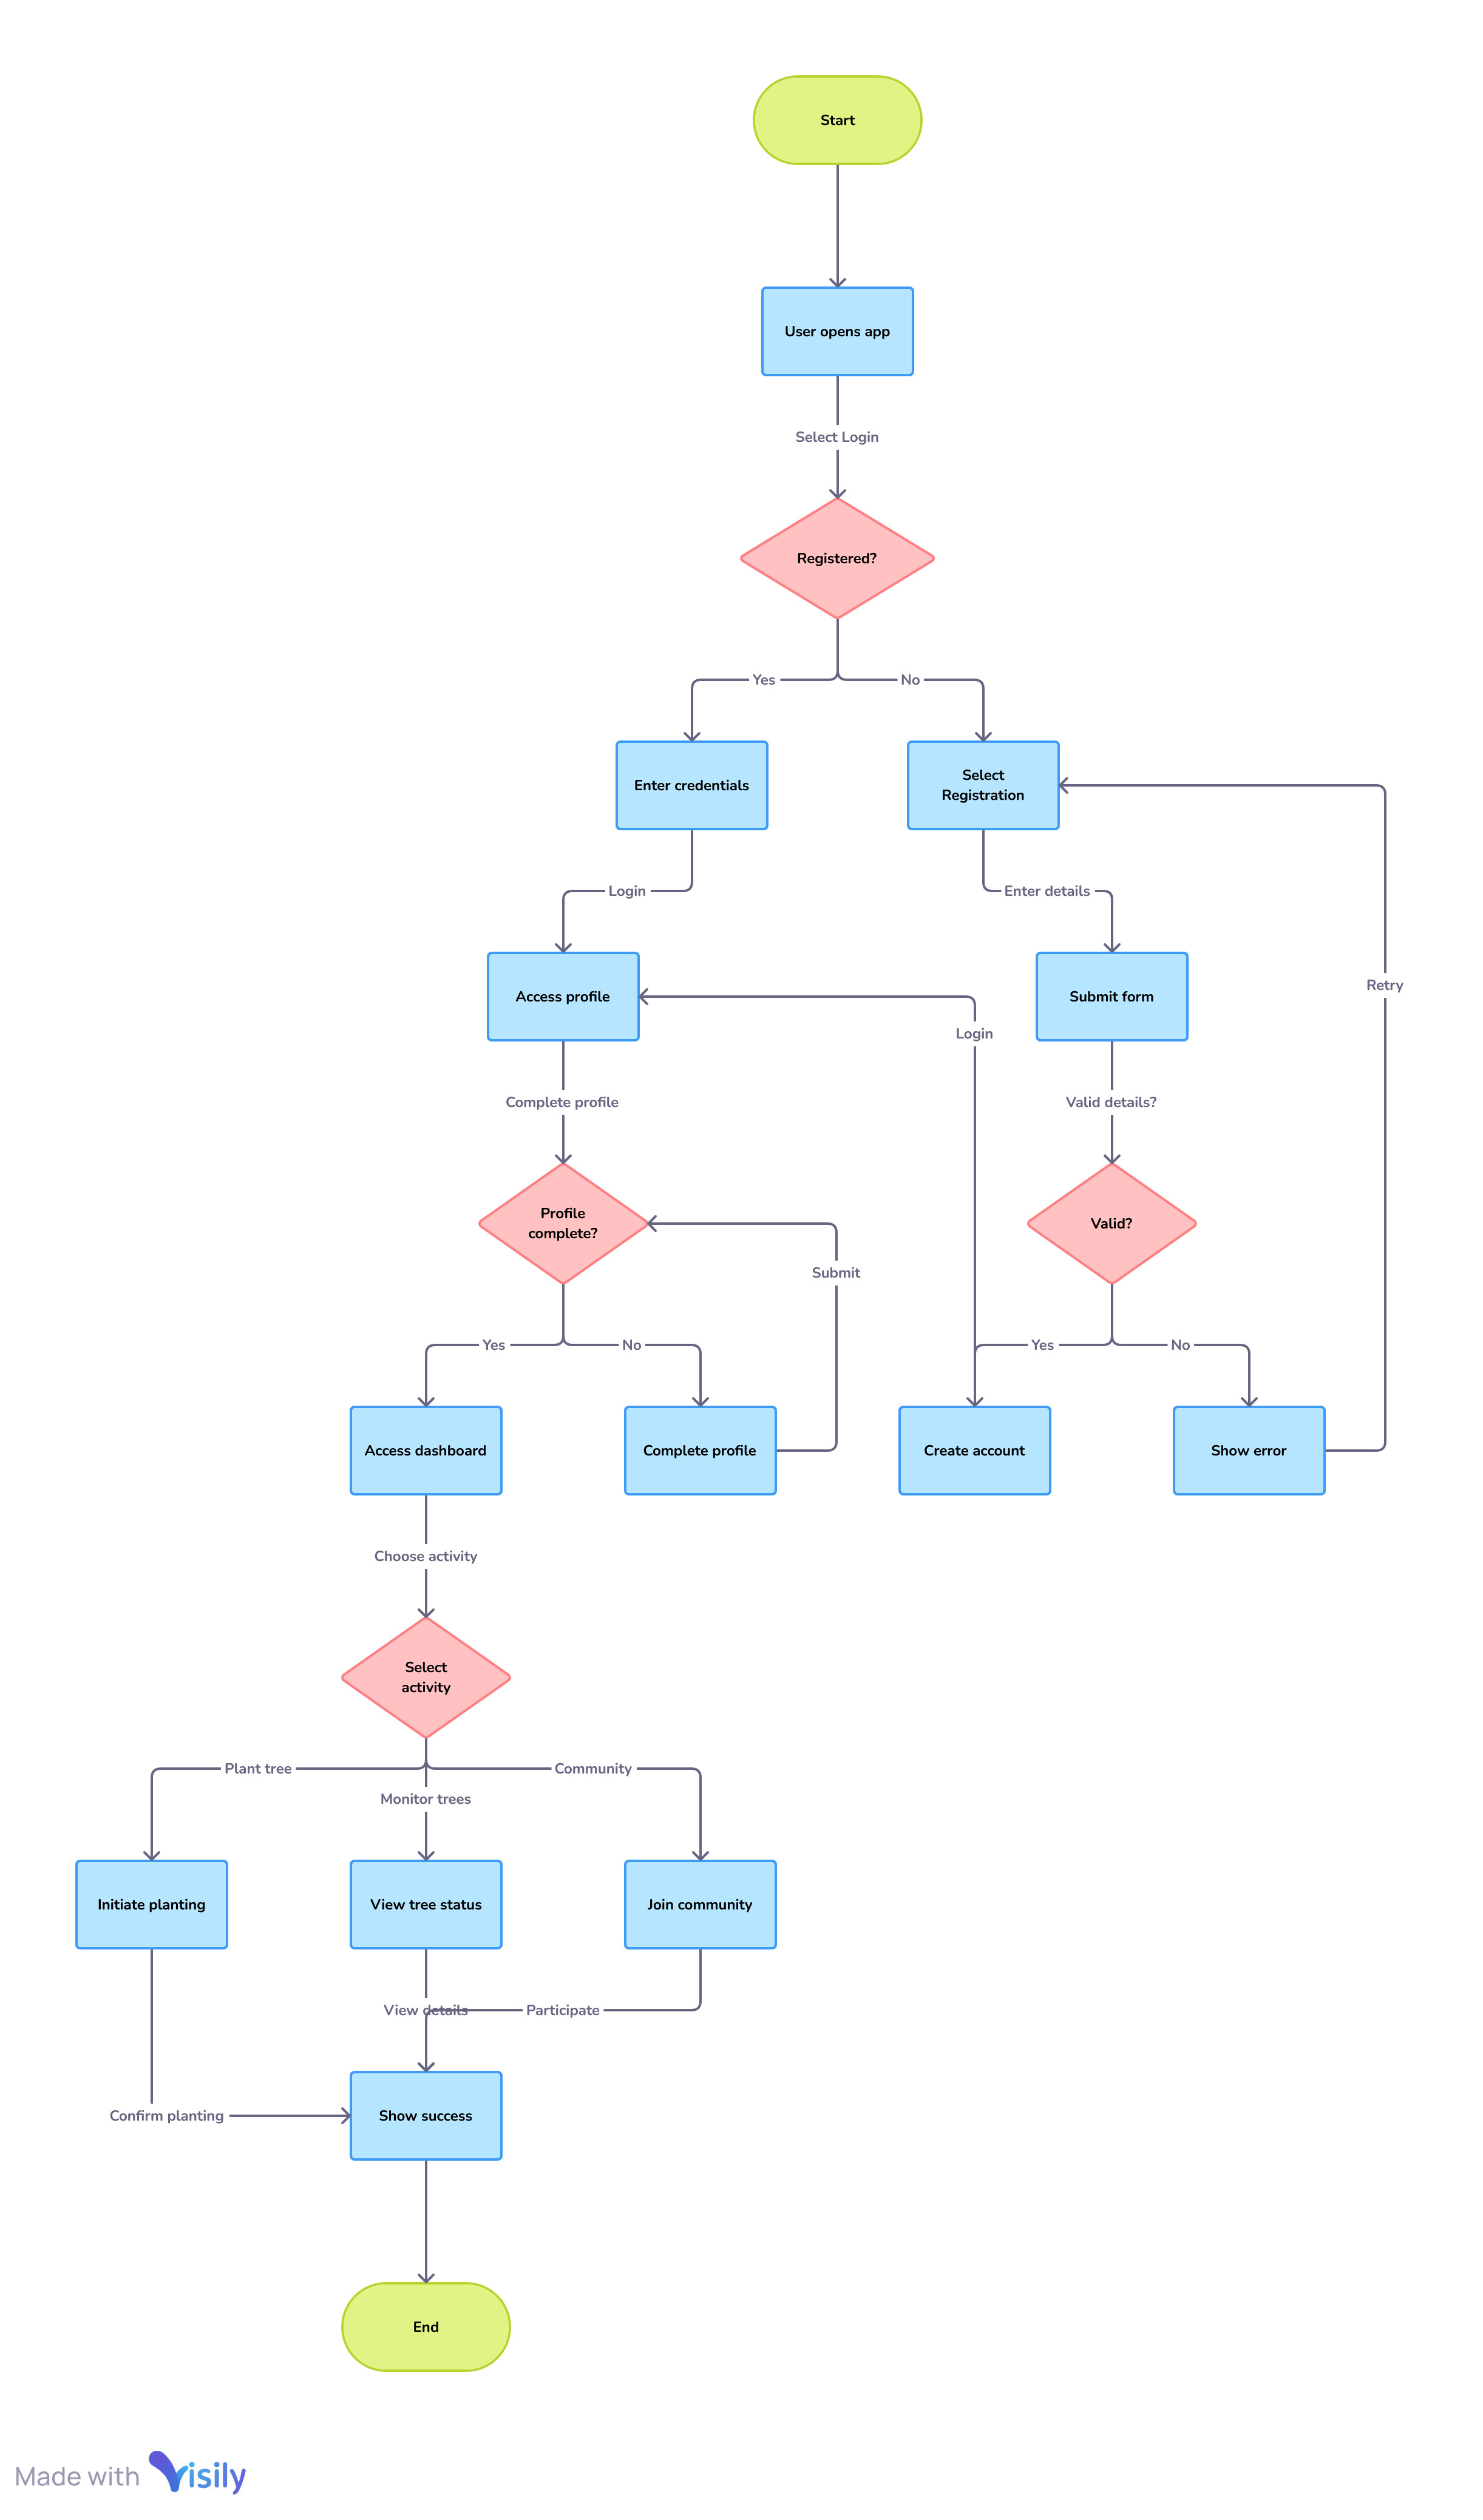 Start
User opens app
Select Login
Registered?
Yes
No
Enter credentials
Select
Registration
Login
Enter details
Access profile
Submit form
Retry
Login
Complete profile
Valid details?
Profile
complete?
Valid?
Submit
Yes
No
Yes
No
Access dashboard
Complete profile
Create account
Show error
Choose activity
Select
activity
Plant tree
Community
Monitor trees
Initiate planting
View tree status
Join community
View details
Participate
Confirm planting
Show success
End
Made with Visily